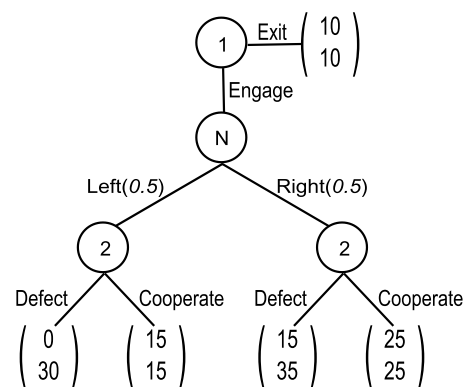 1
Exit
10
10
Engage
N
Left(0.5)
Right(0.5)
2
2
Defect
Cooperate
Defect
Cooperate
0
30
15
15
15
35
25
25